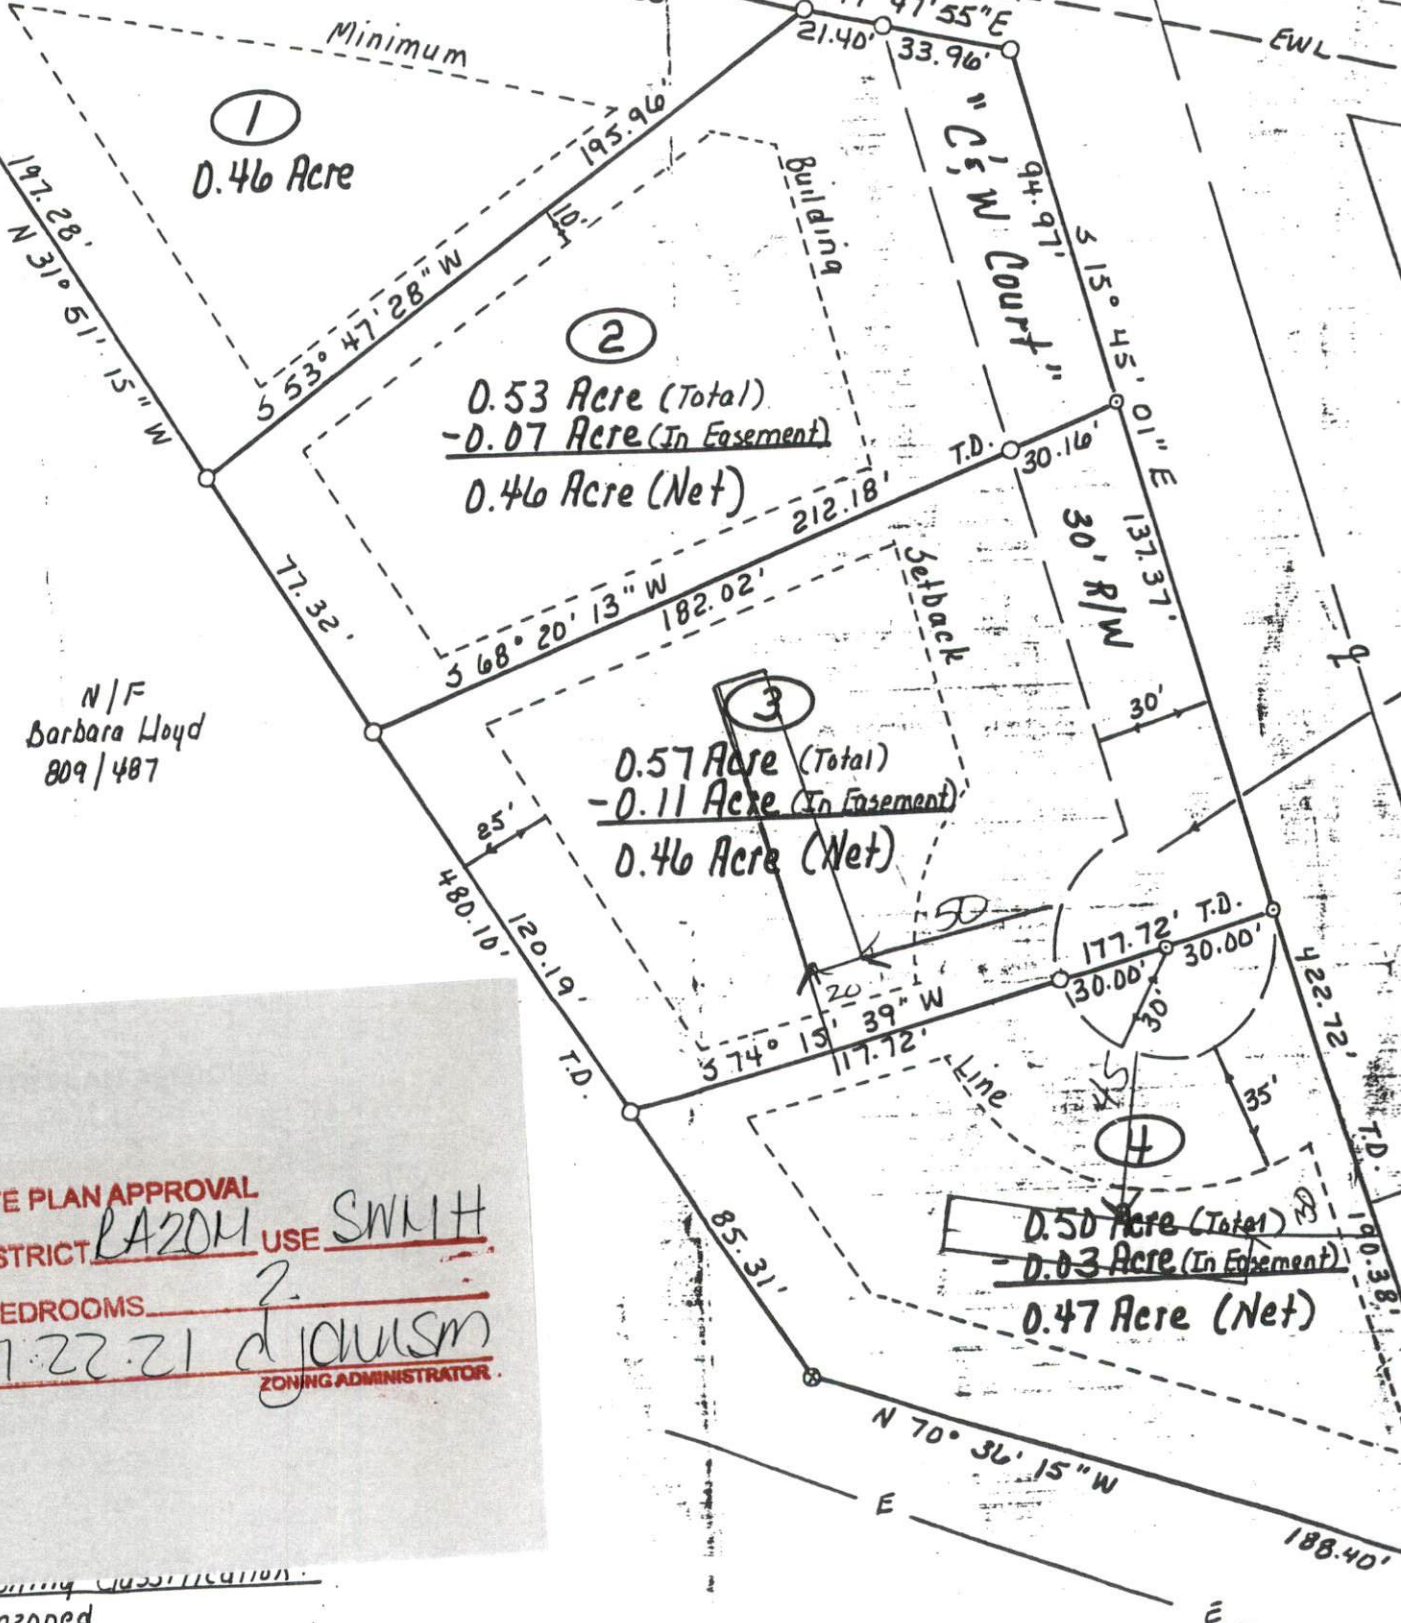 47'55"E
21.40'
33.96'
EWL
Minimum
1
0.46 Acre
195.96
10'
Building
"C's W Court"
94.97'
S 15° 45' 01" E
197.28'
N 31° 51' 15" W
S 53° 47' 28" W
2
0.53 Acre (Total)
-0.07 Acre (In Easement)
0.46 Acre (Net)
T.D.
30.16'
212.18'
S 68° 20' 13" W
182.02'
77.32'
30' R/W
137.37'
Setback
N/F
Barbara Lloyd
809/487
30'
3
0.57 Acre (Total)
-0.11 Acre (In Easement)
0.46 Acre (Net)
25'
480.10'
120.19'
T.D.
50
20
177.72' T.D.
30.00'
30.00'
30'
S 74° 15' 39" W
117.72'
422.72'
T.D.
190.38'
Line
45
35'
4
0.50 Acre (Total)
-0.03 Acre (In Easement)
0.47 Acre (Net)
30
85.31'
N 70° 36' 15" W
188.40'
E
E
TE PLAN APPROVAL
STRICT RA20M USE SWMH
EDROOMS 2
22.21
ZONING ADMINISTRATOR